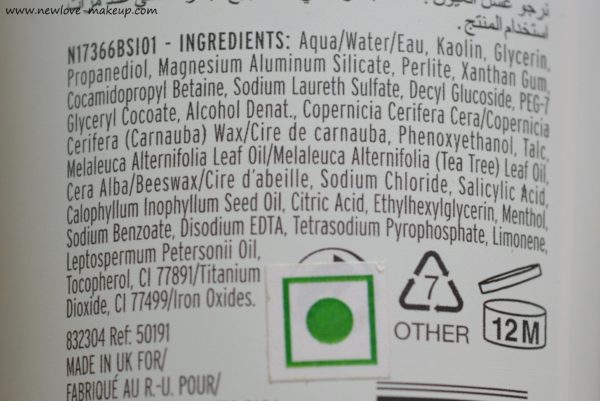 www.newlove-makeup.com
نرجو غسل العيون
استخدام المنتج.
N17366BSI01 - INGREDIENTS: Aqua/Water/Eau, Kaolin, Glycerin,
Propanediol, Magnesium Aluminum Silicate, Perlite, Xanthan Gum,
Cocamidopropyl Betaine, Sodium Laureth Sulfate, Decyl Glucoside, PEG-7
Glyceryl Cocoate, Alcohol Denat., Copernicia Cerifera Cera/Copernicia
Cerifera (Carnauba) Wax/Cire de carnauba, Phenoxyethanol, Talc,
Melaleuca Alternifolia Leaf Oil/Melaleuca Alternifolia (Tea Tree) Leaf Oil,
Cera Alba/Beeswax/Cire d'abeille, Sodium Chloride, Salicylic Acid,
Calophyllum Inophyllum Seed Oil, Citric Acid, Ethylhexylglycerin, Menthol,
Sodium Benzoate, Disodium EDTA, Tetrasodium Pyrophosphate, Limonene,
Leptospermum Petersonii Oil,
Tocopherol, CI 77891/Titanium
Dioxide, CI 77499/Iron Oxides.
7
OTHER
12M
832304 Ref: 50191
MADE IN UK FOR/
FABRIQUÉ AU R.-U. POUR/